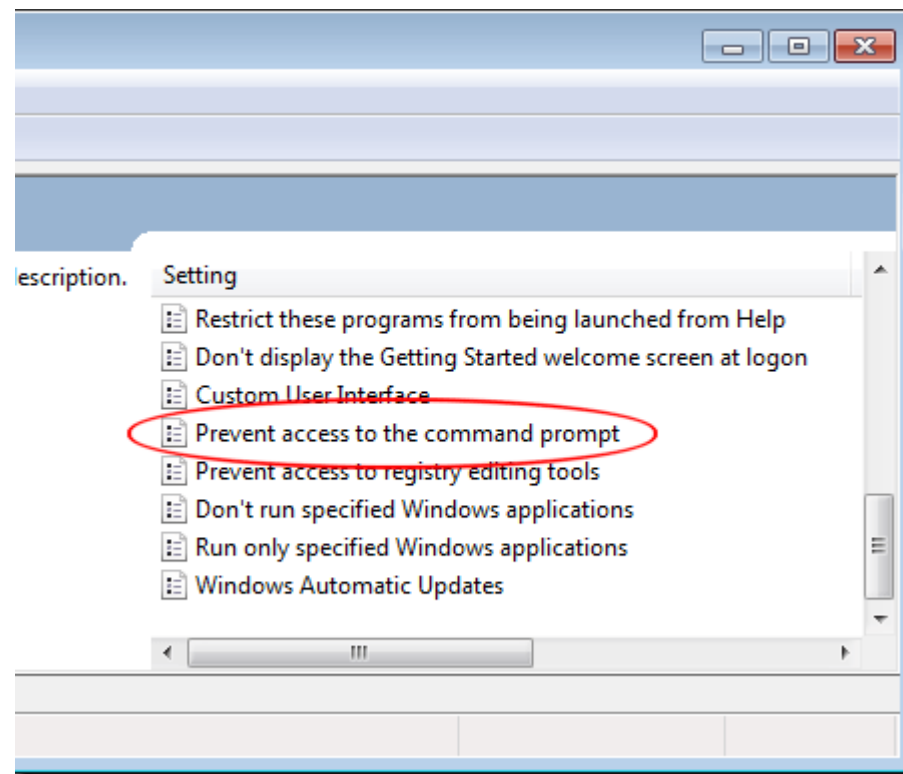 escription.
Setting
Restrict these programs from being launched from Help
Don't display the Getting Started welcome screen at logon
Custom User Interface
Prevent access to the command prompt
Prevent access to registry editing tools
Don't run specified Windows applications
Run only specified Windows applications
Windows Automatic Updates